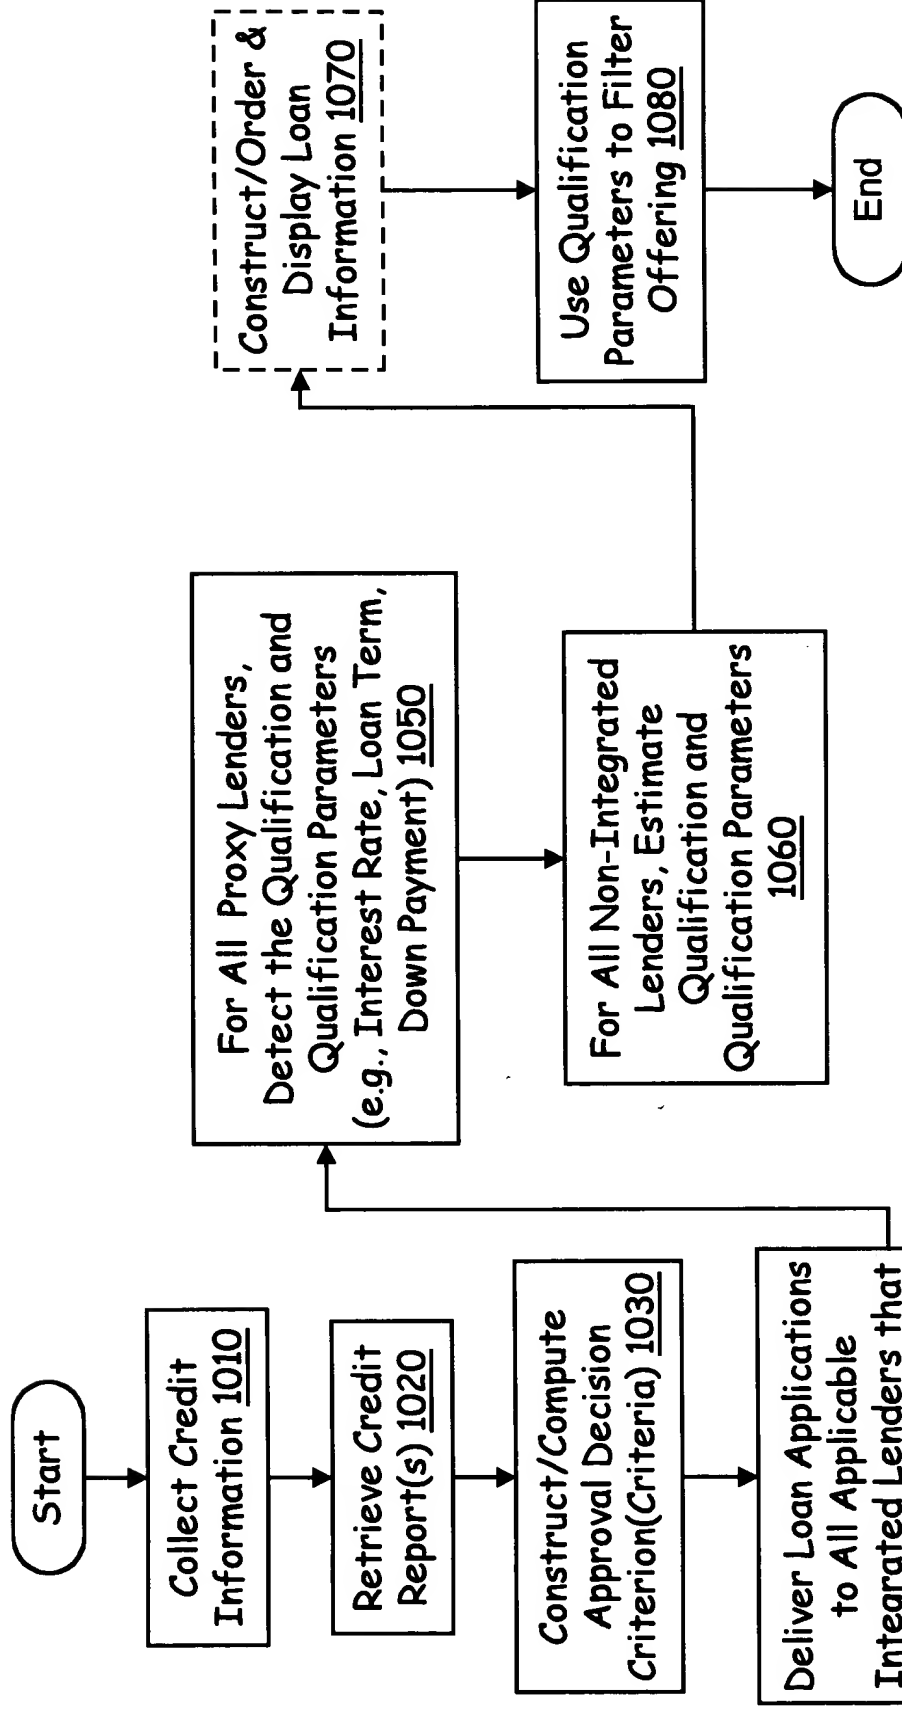 Start
Collect Credit
Information 1010
Retrieve Credit
Report(s) 1020
Construct/Compute
Approval Decision
Criterion(Criteria) 1030
Deliver Loan Applications
to All Applicable
Integrated Lenders that
For All Proxy Lenders,
Detect the Qualification and
Qualification Parameters
(e.g., Interest Rate, Loan Term,
Down Payment) 1050
For All Non-Integrated
Lenders, Estimate
Qualification and
Qualification Parameters
1060
Construct/Order &
Display Loan
Information 1070
Use Qualification
Parameters to Filter
Offering 1080
End